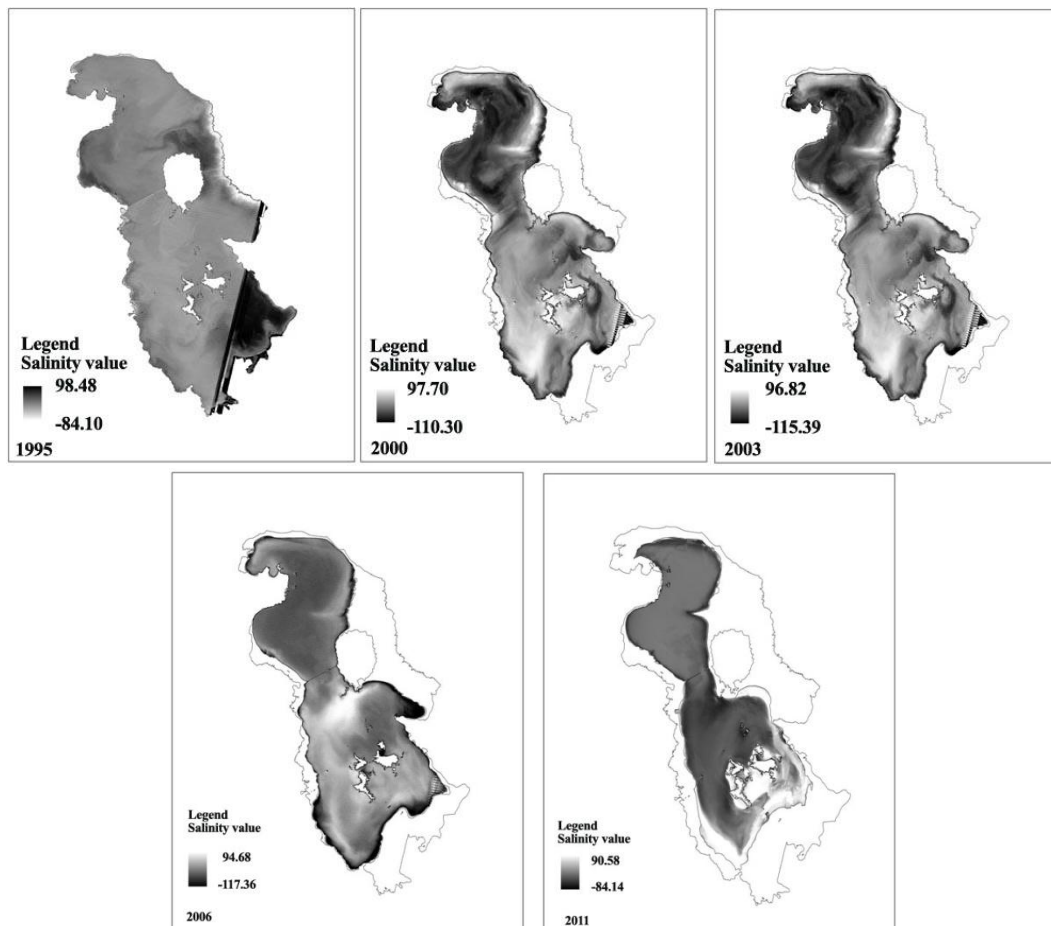 Legend
Salinity value
98.48
-84.10
1995
Legend
Salinity value
97.70
-110.30
2000
Legend
Salinity value
96.82
-115.39
2003
Legend
Salinity value
94.68
-117.36
2006
Legend
Salinity value
90.58
-84.14
2011